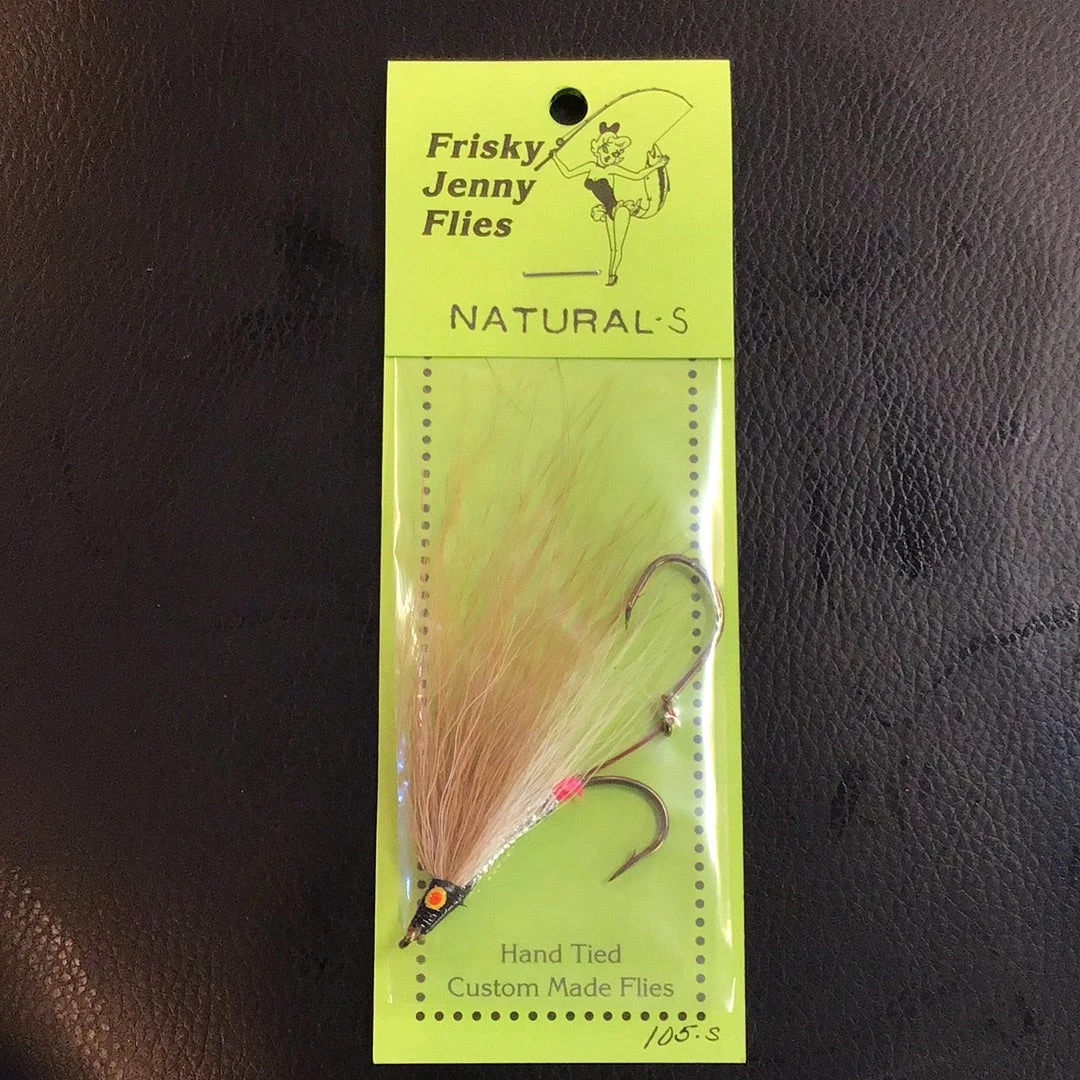 Frisky
Jenny
Flies
NATURAL-S
Hand Tied
Custom Made Flies
105-S